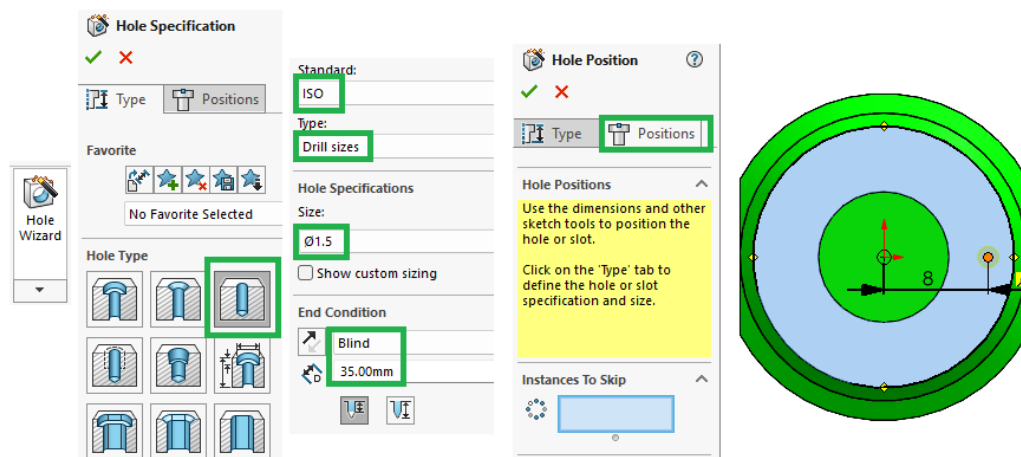 Hole
Wizard
Hole Specification
Type
Positions
Favorite
No Favorite Selected
Hole Type
Standard:
ISO
Type:
Drill sizes
Hole Specifications
Size:
Ø1.5
Show custom sizing
End Condition
Blind
D
35.00mm
Hole Position
?
Type
Positions
Hole Positions
Use the dimensions and other
sketch tools to position the
hole or slot.
Click on the 'Type' tab to
define the hole or slot
specification and size.
Instances To Skip
8